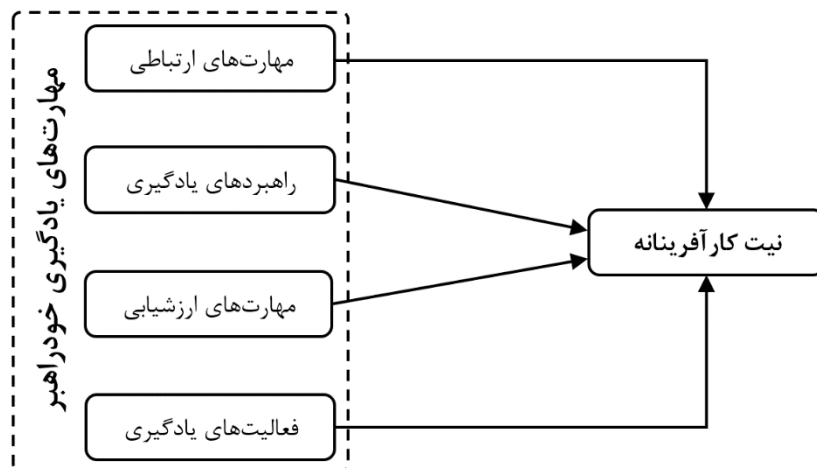 مهارت‌های یادگیری خودراهبر
مهارت‌های ارتباطی
راهبردهای یادگیری
مهارت‌های ارزشیابی
فعالیت‌های یادگیری
نیت کارآفرینانه